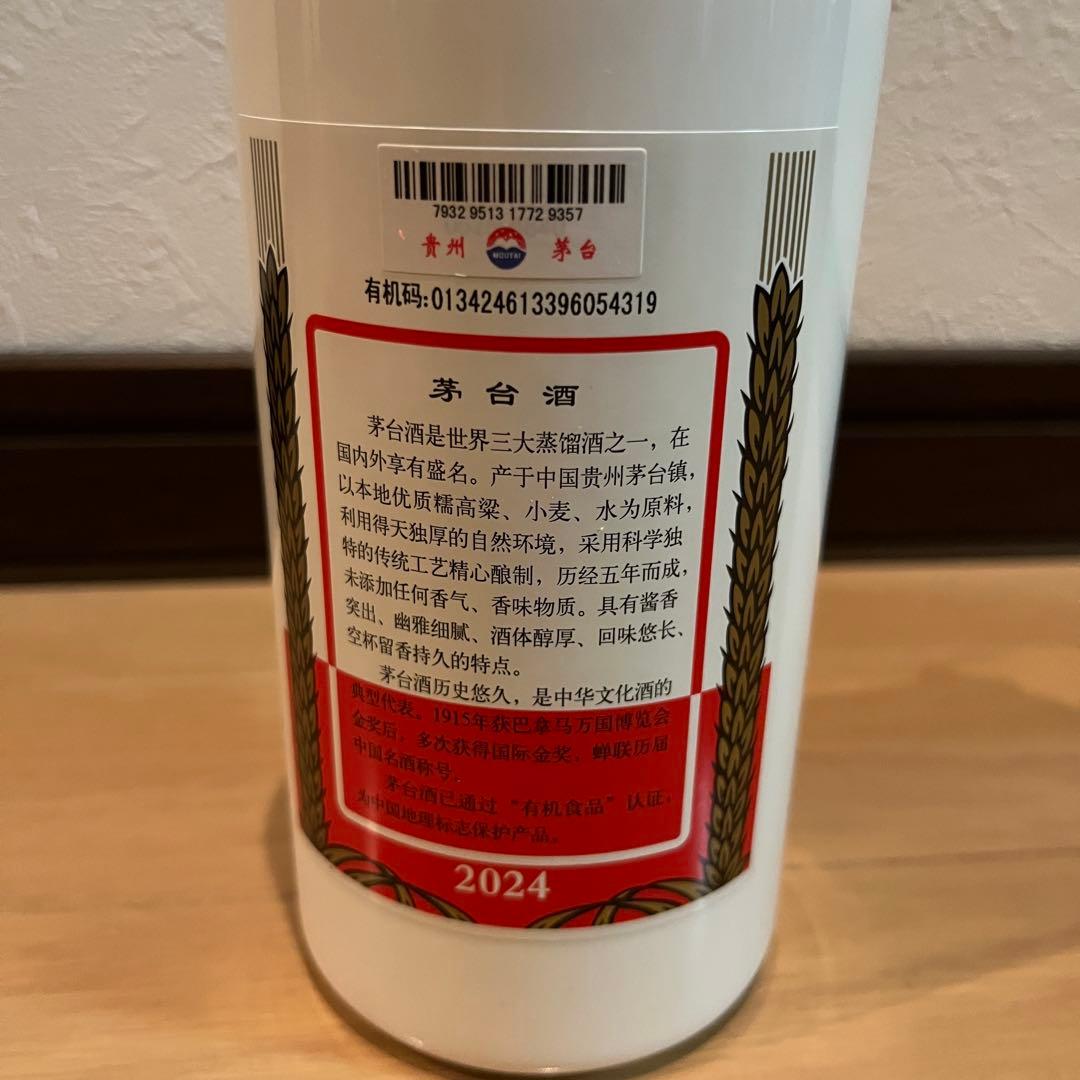 7932 9513 1772 9357
贵州 MOUTAI 茅台
有机码:013424613396054319
茅台酒
茅台酒是世界三大蒸馏酒之一，在
国内外享有盛名。产于中国贵州茅台镇，
以本地优质糯高粱、小麦、水为原料，
利用得天独厚的自然环境，采用科学独
特的传统工艺精心酿制，历经五年而成，
未添加任何香气、香味物质。具有酱香
突出、幽雅细腻、酒体醇厚、回味悠长、
空杯留香持久的特点。
茅台酒历史悠久，是中华文化酒的
典型代表。1915年获巴拿马万国博览会
金奖后，多次获得国际金奖，蝉联历届
中国名酒称号。
茅台酒已通过“有机食品”认证，
为中国地理标志保护产品。
2024